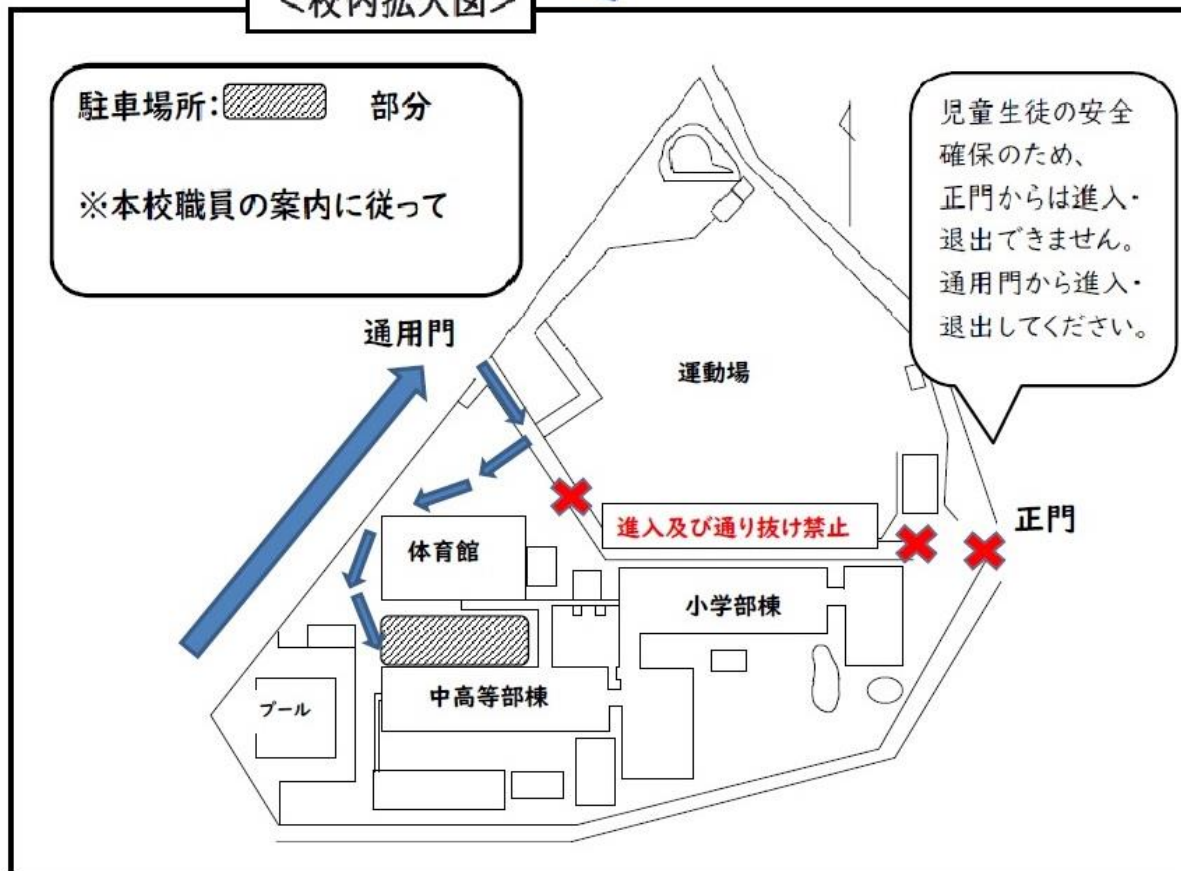 ＜校内拡大図＞
駐車場所：　部分
※本校職員の案内に従って
児童生徒の安全
確保のため、
正門からは進入・
退出できません。
通用門から進入・
退出してください。
通用門
運動場
正門
進入及び通り抜け禁止
体育館
小学部棟
中高等部棟
プール